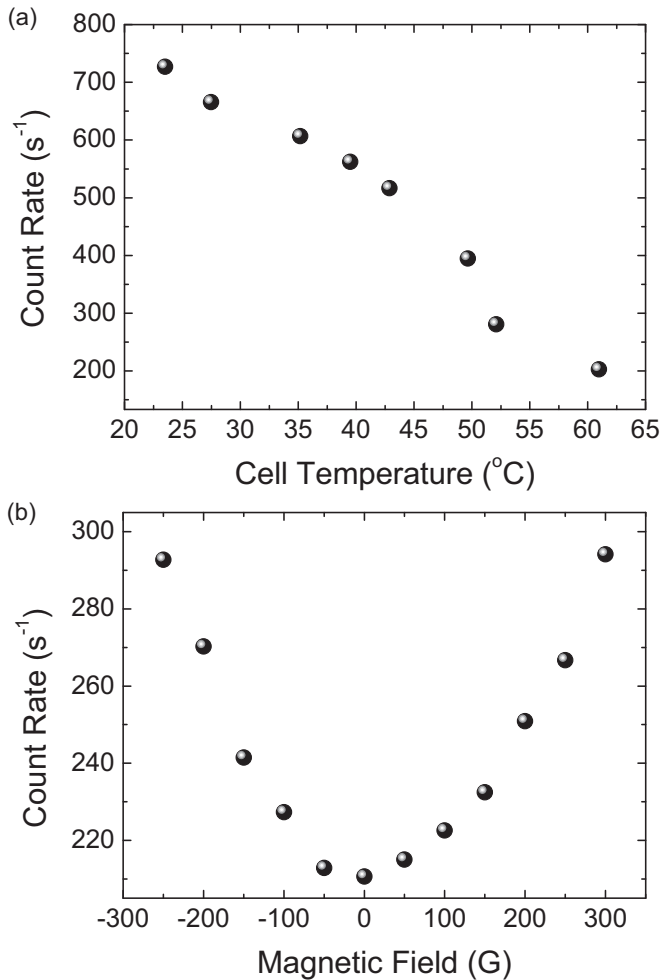 (a)
800
700
600
500
400
300
200
Count Rate (s⁻¹)
20 25 30 35 40 45 50 55 60 65
Cell Temperature (°C)
(b)
300
280
260
240
220
Count Rate (s⁻¹)
-300 -200 -100 0 100 200 300
Magnetic Field (G)